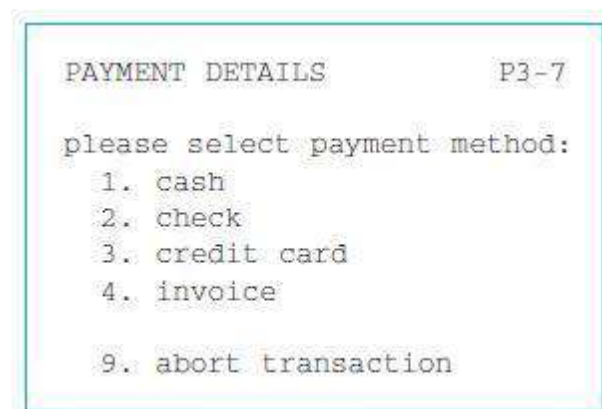 PAYMENT DETAILS P3-7
please select payment method:
1. cash
2. check
3. credit card
4. invoice
9. abort transaction